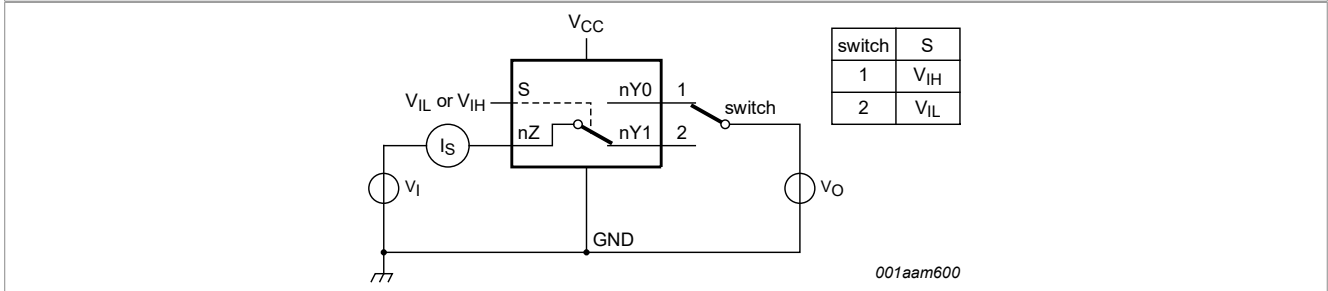 VCC
switch S
1 VIH
2 VIL
S nY0 1
VIL or VIH switch
nZ nY1 2
IS
VI VO
GND
001aam600